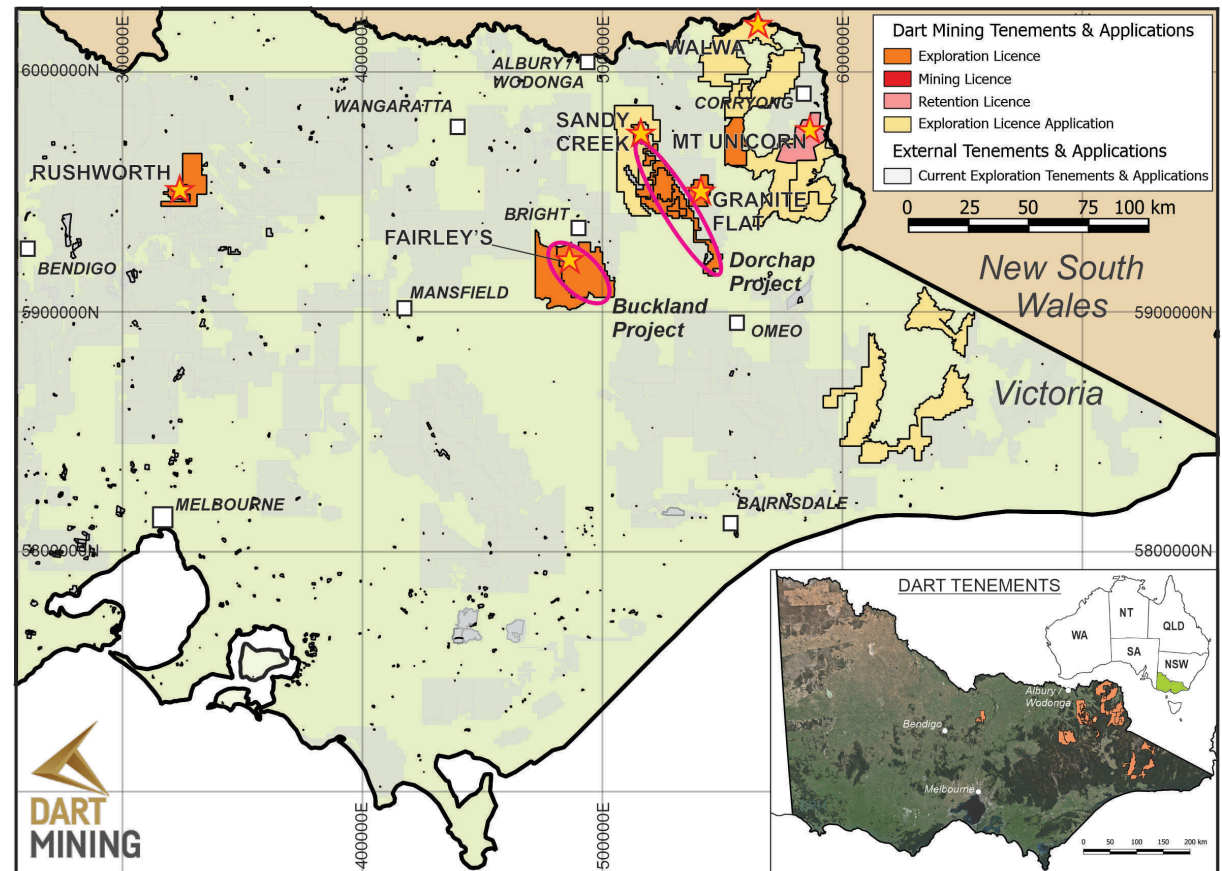 Dart Mining Tenements & Applications
Exploration Licence
Mining Licence
Retention Licence
Exploration Licence Application
External Tenements & Applications
Current Exploration Tenements & Applications
0 25 50 75 100 km
300000E
400000E
500000E
600000E
6000000N
6000000N
WALWA
ALBURY /
WODONGA
WANGARATTA
CORRYONG
SANDY
CREEK
MT UNICORN
RUSHWORTH
GRANITE
FLAT
BRIGHT
FAIRLEY'S
BENDIGO
Dorchap
Project
New South
Wales
MANSFIELD
Buckland
Project
5900000N
5900000N
OMEO
Victoria
MELBOURNE
BAIRNSDALE
5800000N
5800000N
400000E
500000E
DART
MINING
DART TENEMENTS
NT
QLD
WA
SA
NSW
Albury /
Wodonga
Bendigo
Melbourne
0 50 100 150 200 km